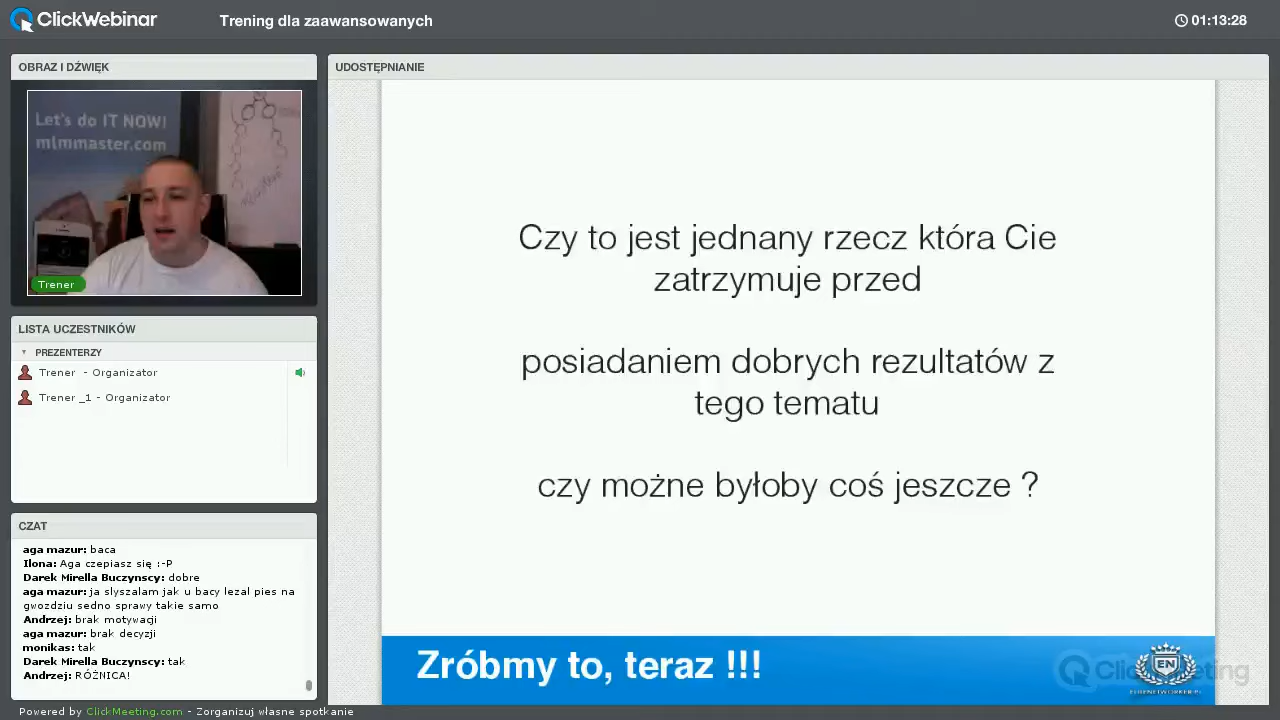 ClickWebinar
Trening dla zaawansowanych
01:13:28
OBRAZ I DŹWIĘK
Let's do IT NOW!
mlmmaster.com
Trener
LISTA UCZESTNIKÓW
PREZENTERZY
Trener - Organizator
Trener _1 - Organizator
CZAT
aga mazur: baca
Ilona: Aga czepiasz się :-P
Darek Mirella Buczynscy: dobre
aga mazur: ja slyszalam jak u bacy lezal pies na
gwozdziu sedno sprawy takie samo
Andrzej: brak motywacji
aga mazur: brak decyzji
monikas: tak
Darek Mirella Buczynscy: tak
Andrzej: RÓŻNICA!
Powered by ClickMeeting.com - Zorganizuj własne spotkanie
UDOSTĘPNIANIE
Czy to jest jednany rzecz która Cie
zatrzymuje przed
posiadaniem dobrych rezultatów z
tego tematu
czy możne byłoby coś jeszcze ?
Zróbmy to, teraz !!!
EN
ClickMeeting